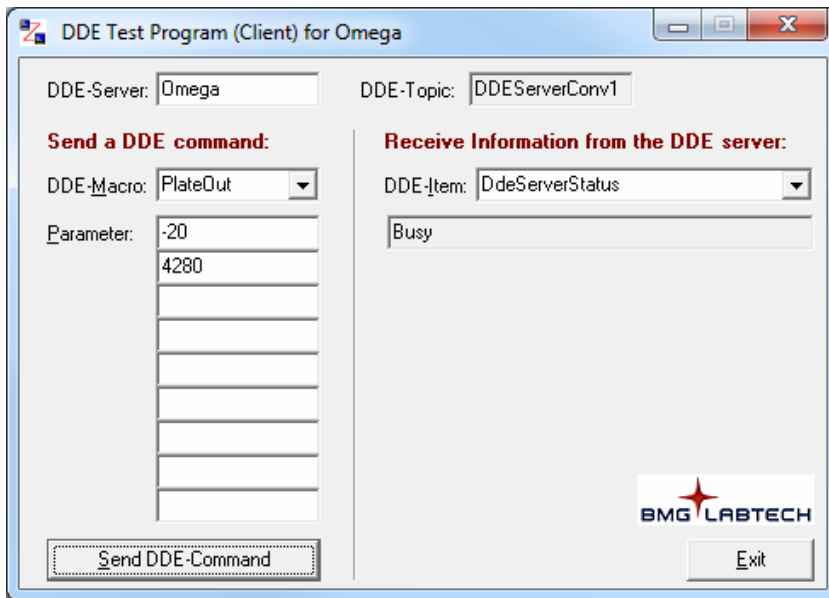 DDE Test Program (Client) for Omega
DDE-Server: Omega
DDE-Topic: DDEServerConv1
Send a DDE command:
DDE-Macro: PlateOut
Parameter: -20
4280
Receive Information from the DDE server:
DDE-Item: DdeServerStatus
Busy
BMG LABTECH
Send DDE-Command
Exit